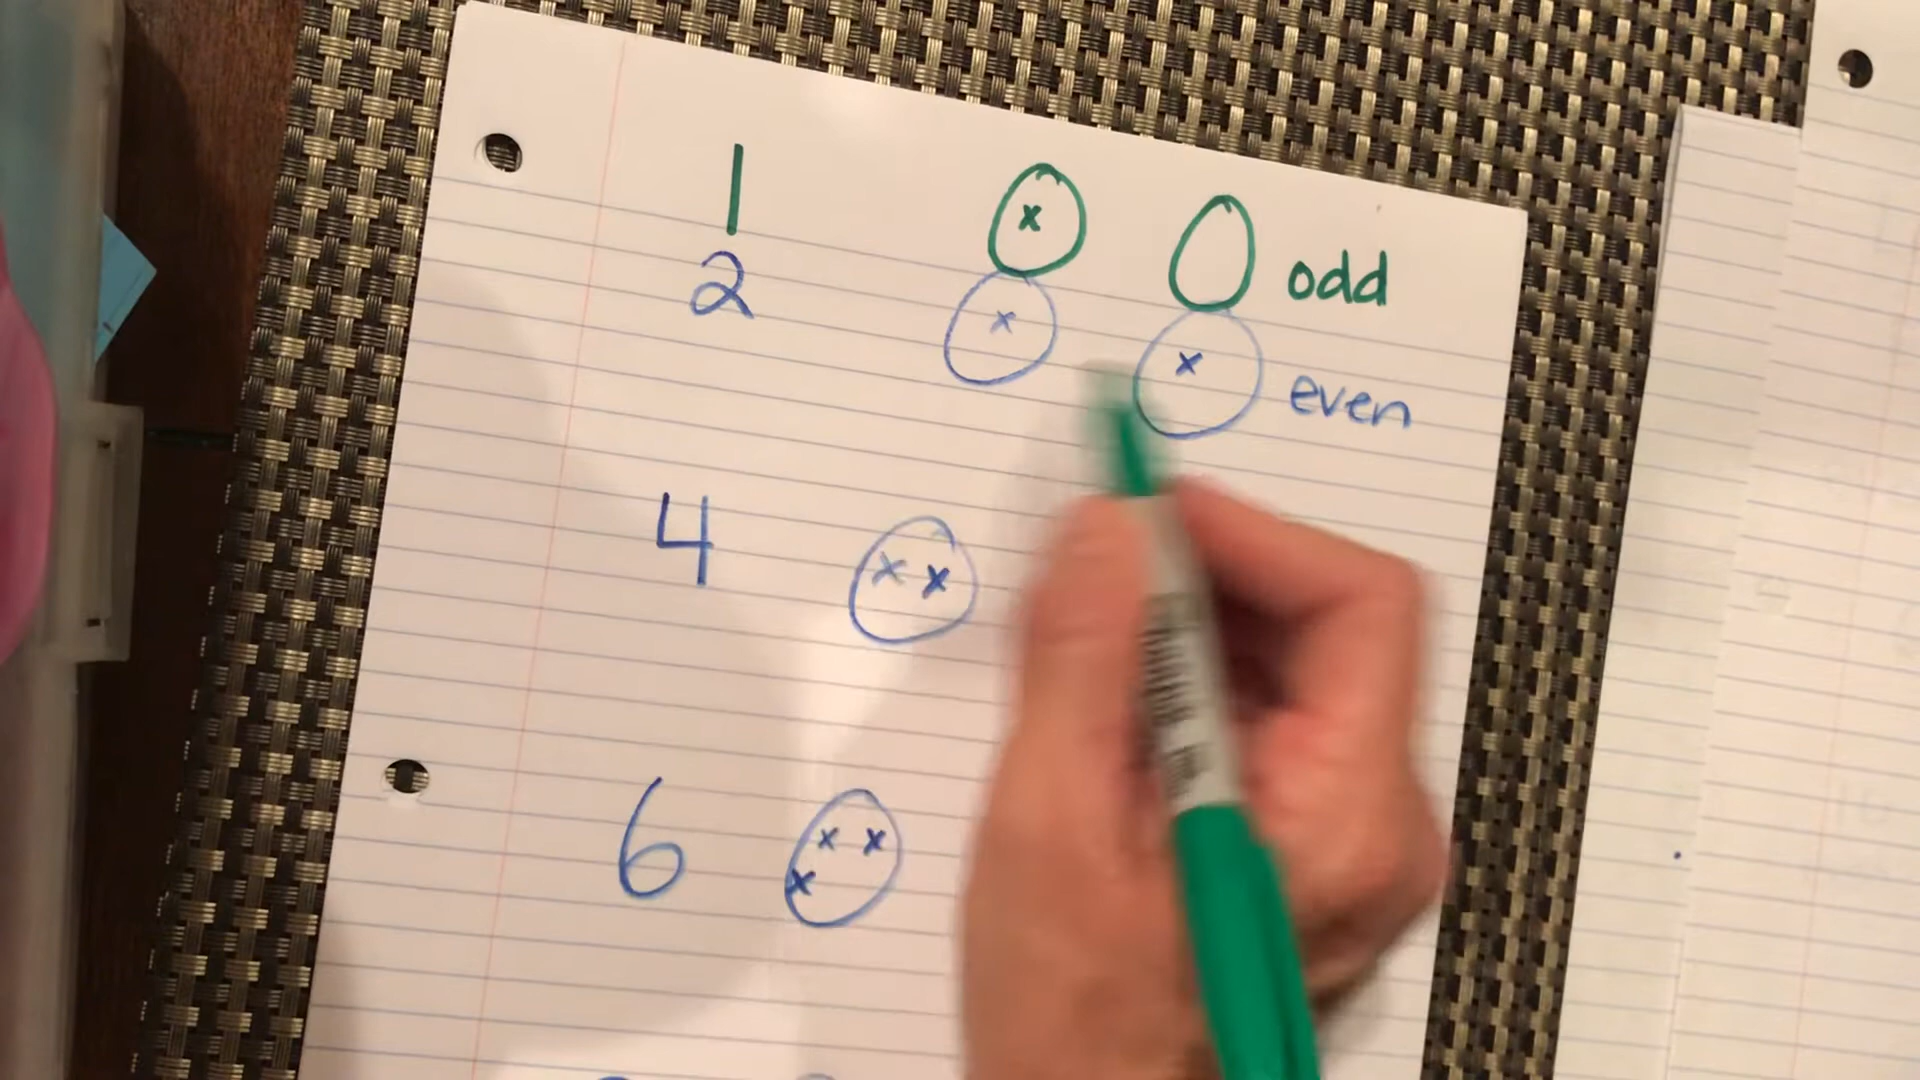 1 x odd
2 x x even
4 x x
6 x x
x